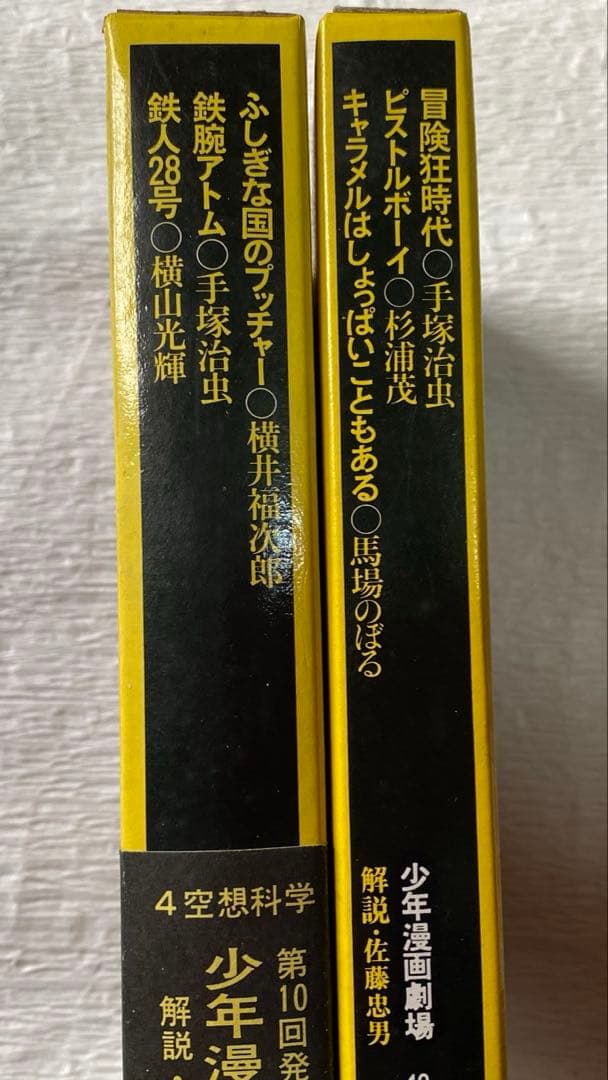 ふしぎな国のプッチャー○横井福次郎
鉄腕アトム○手塚治虫
鉄人28号○横山光輝
4空想科学
第10回発
少年漫
解説・
冒険狂時代○手塚治虫
ピストルボーイ○杉浦茂
キャラメルはしょっぱいこともある○馬場のぼる
少年漫画劇場
解説・佐藤忠男